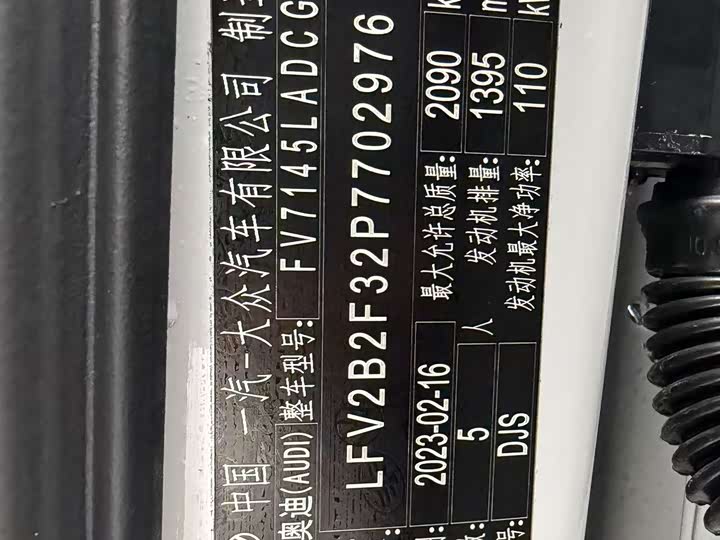 中国 一汽-大众汽车有限公司 制
奥迪(AUDI) 整车型号: FV7145LADCG
LFV2B2F32P7702976
2023-02-16 最大允许总质量: 2090 k
5 人 发动机排量: 1395 m
号: DJS 发动机最大净功率: 110 k